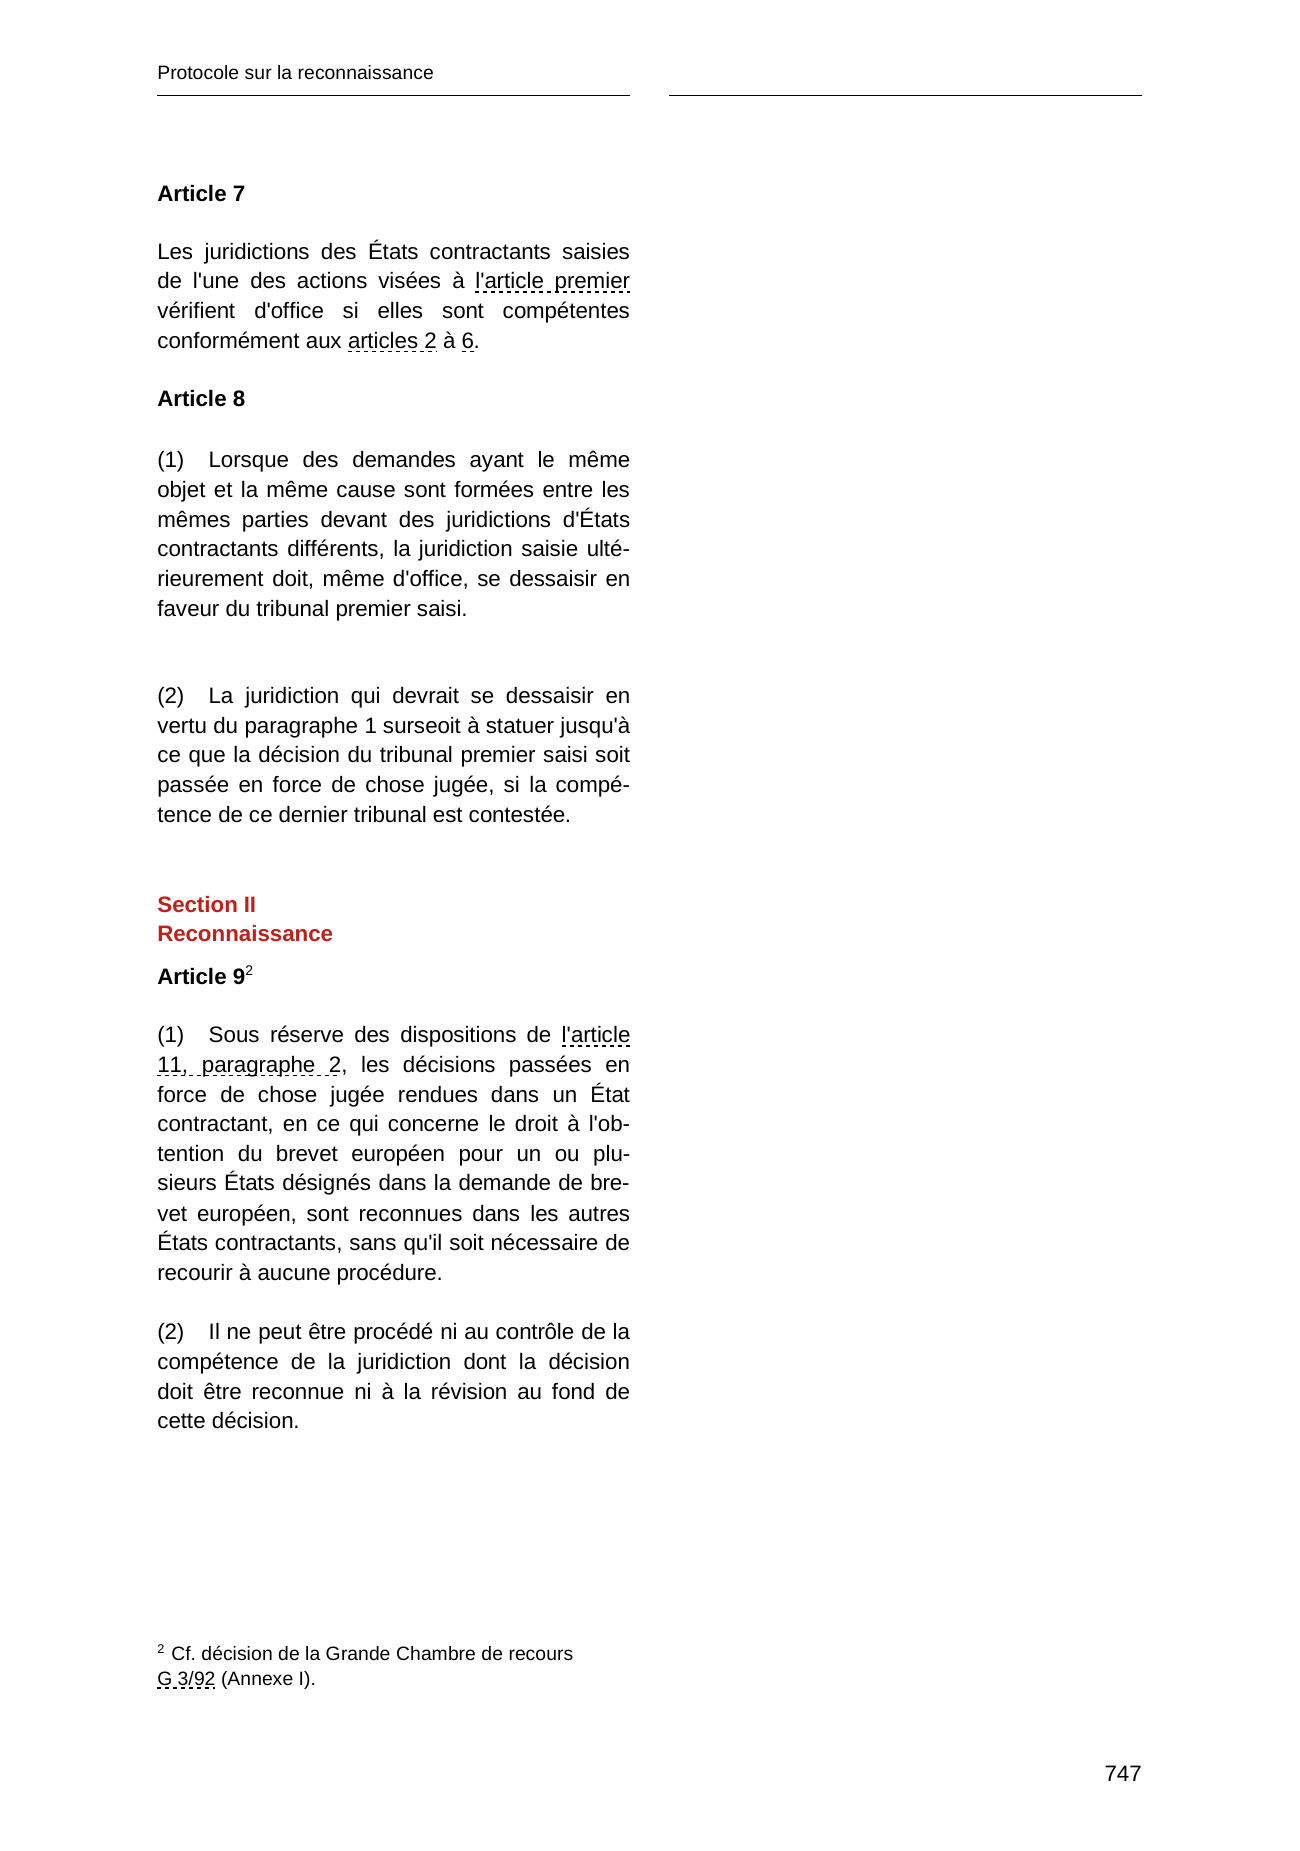 Protocole sur la reconnaissance
Article 7
Les juridictions des États contractants saisies
de l'une des actions visées à l'article premier
vérifient d'office si elles sont compétentes
conformément aux articles 2 à 6.
Article 8
(1) Lorsque des demandes ayant le même
objet et la même cause sont formées entre les
mêmes parties devant des juridictions d'États
contractants différents, la juridiction saisie ulté-
rieurement doit, même d'office, se dessaisir en
faveur du tribunal premier saisi.
(2) La juridiction qui devrait se dessaisir en
vertu du paragraphe 1 surseoit à statuer jusqu'à
ce que la décision du tribunal premier saisi soit
passée en force de chose jugée, si la compé-
tence de ce dernier tribunal est contestée.
Section II
Reconnaissance
Article 9²
(1) Sous réserve des dispositions de l'article
11, paragraphe 2, les décisions passées en
force de chose jugée rendues dans un État
contractant, en ce qui concerne le droit à l'ob-
tention du brevet européen pour un ou plu-
sieurs États désignés dans la demande de bre-
vet européen, sont reconnues dans les autres
États contractants, sans qu'il soit nécessaire de
recourir à aucune procédure.
(2) Il ne peut être procédé ni au contrôle de la
compétence de la juridiction dont la décision
doit être reconnue ni à la révision au fond de
cette décision.
² Cf. décision de la Grande Chambre de recours
G 3/92 (Annexe I).
747